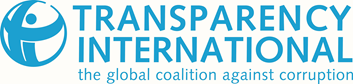 TRANSPARENCY
INTERNATIONAL
the global coalition against corruption